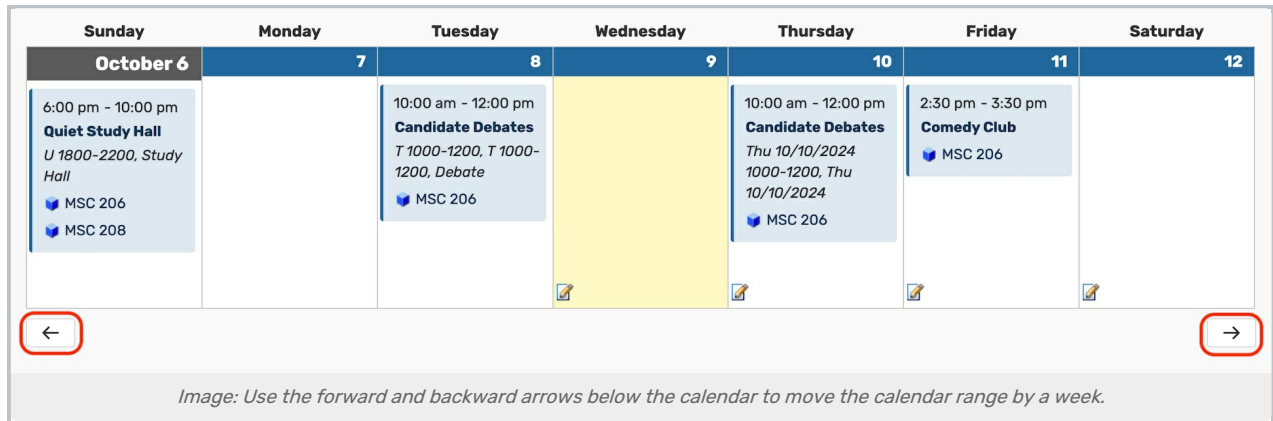 Sunday Monday Tuesday Wednesday Thursday Friday Saturday
October 6 7 8 9 10 11 12
6:00 pm - 10:00 pm
Quiet Study Hall
U 1800-2200, Study
Hall
MSC 206
MSC 208
10:00 am - 12:00 pm
Candidate Debates
T 1000-1200, T 1000-
1200, Debate
MSC 206
10:00 am - 12:00 pm
Candidate Debates
Thu 10/10/2024
1000-1200, Thu
10/10/2024
MSC 206
2:30 pm - 3:30 pm
Comedy Club
MSC 206
Image: Use the forward and backward arrows below the calendar to move the calendar range by a week.